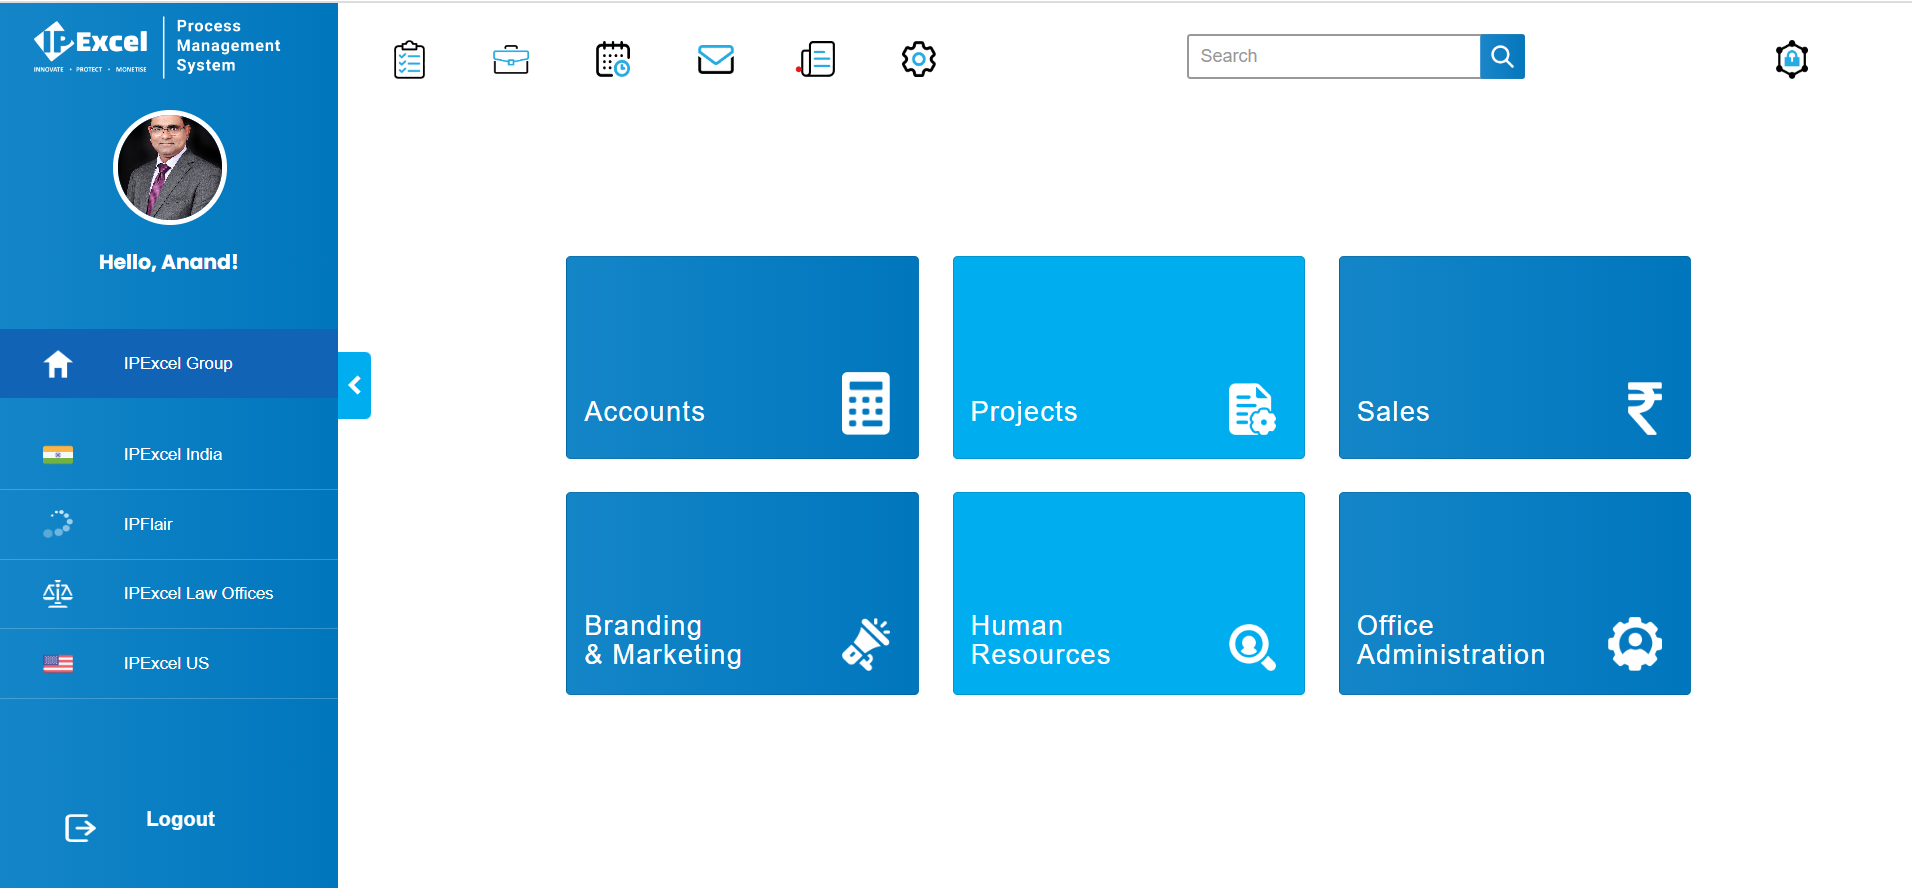 IPExcel
INNOVATE • PROTECT • MONETISE
Process
Management
System
Hello, Anand!
IPExcel Group
IPExcel India
IPFlair
IPExcel Law Offices
IPExcel US
Logout
Search
Accounts
Projects
Sales
Branding
& Marketing
Human
Resources
Office
Administration